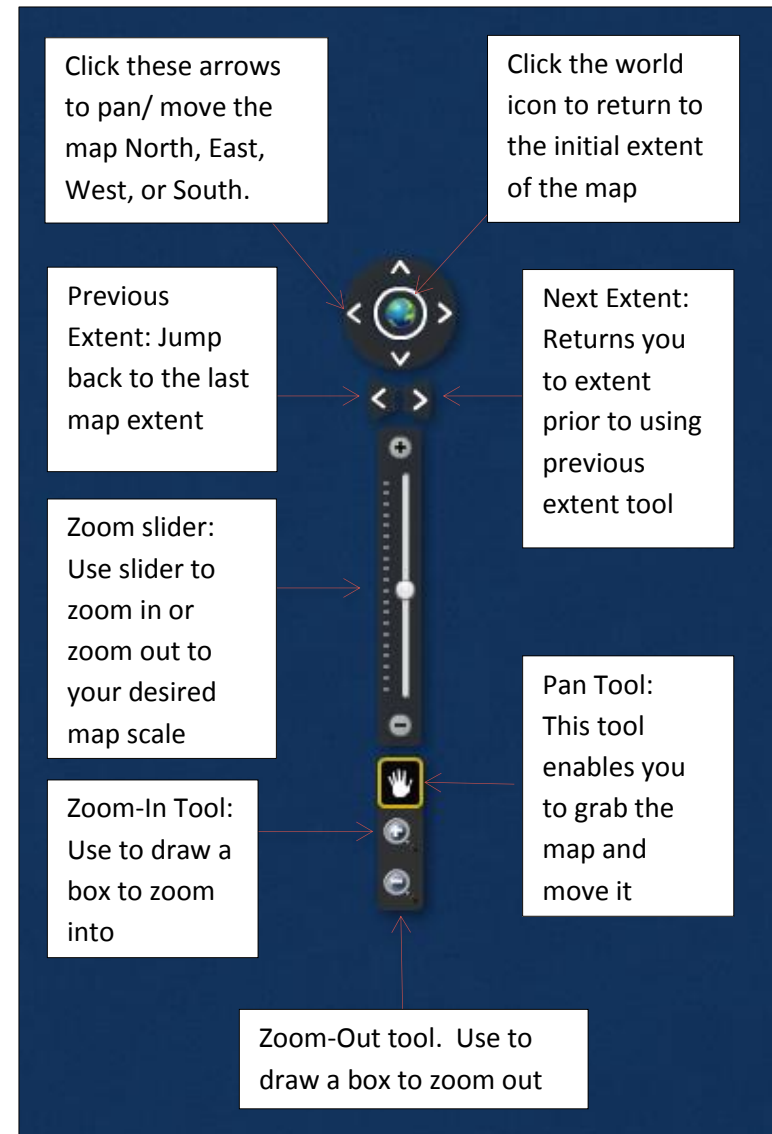 Click these arrows
to pan/ move the
map North, East,
West, or South.
Click the world
icon to return to
the initial extent
of the map
Previous
Extent: Jump
back to the last
map extent
Next Extent:
Returns you
to extent
prior to using
previous
extent tool
Zoom slider:
Use slider to
zoom in or
zoom out to
your desired
map scale
Pan Tool:
This tool
enables you
to grab the
map and
move it
Zoom-In Tool:
Use to draw a
box to zoom
into
Zoom-Out tool.  Use to
draw a box to zoom out